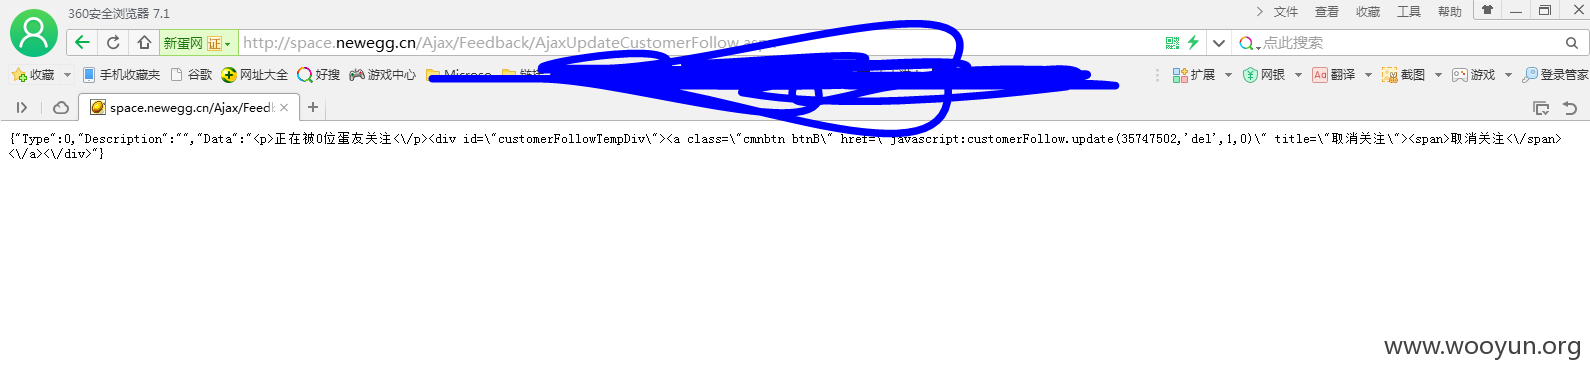 360安全浏览器 7.1
文件 查看 收藏 工具 帮助
新蛋网 证 http://space.newegg.cn/Ajax/Feedback/AjaxUpdateCustomerFollow.asp 点此搜索
收藏 手机收藏夹 谷歌 网址大全 好搜 游戏中心 Microso 扩展 网银 Aa 翻译 截图 游戏 登录管家
space.newegg.cn/Ajax/Feedb
{"Type":0,"Description":"","Data":"<p>正在被0位蛋友关注<\/p><div id=\"customerFollowTempDiv\"><a class=\"cmnbtn btnB\" href=\" javascript:customerFollow.update(35747502,'del',1,0)\" title=\"取消关注\"><span>取消关注<\/span>
<\/a><\/div>"}
www.wooyun.org